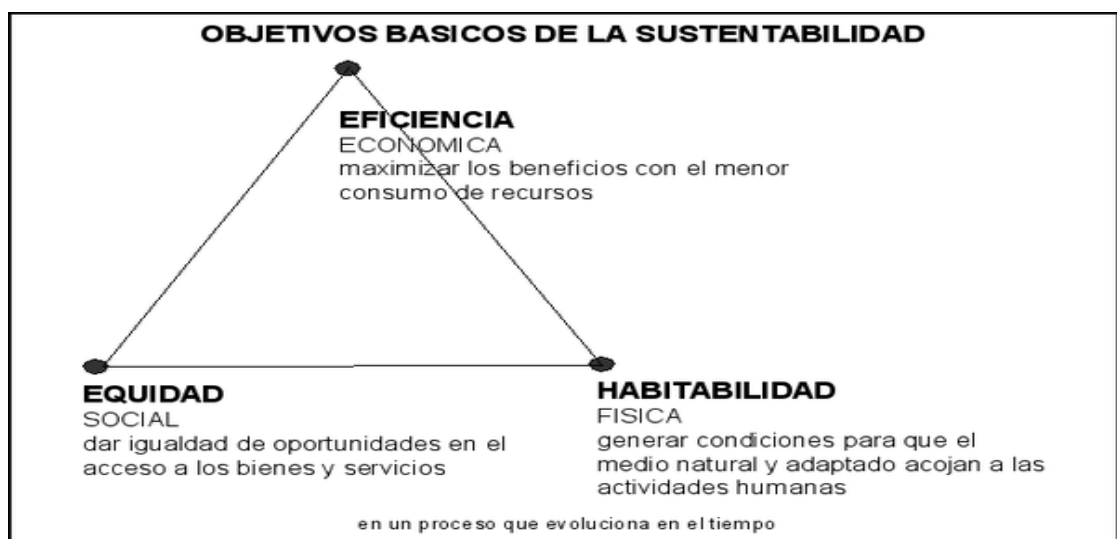 OBJETIVOS BASICOS DE LA SUSTENTABILIDAD
EFICIENCIA
ECONOMICA
maximizar los beneficios con el menor
consumo de recursos
EQUIDAD
SOCIAL
dar igualdad de oportunidades en el
acceso a los bienes y servicios
HABITABILIDAD
FISICA
generar condiciones para que el
medio natural y adaptado acojan a las
actividades humanas
en un proceso que evoluciona en el tiempo